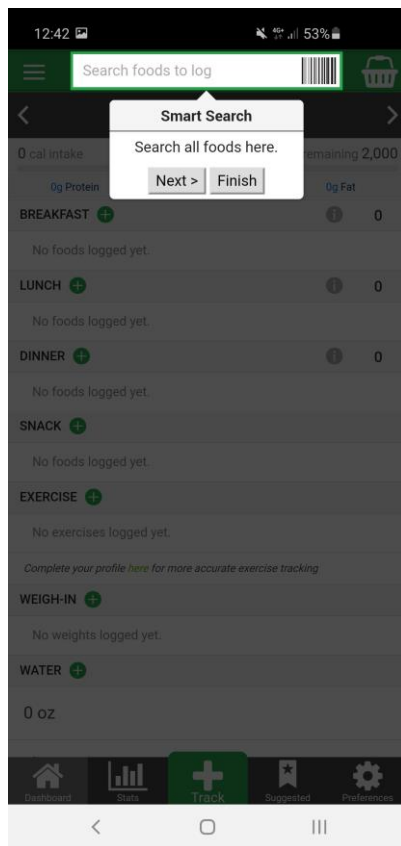 12:42 53%
Search foods to log
Smart Search
Search all foods here.
Next > Finish
0 cal intake remaining 2,000
0g Protein 0g Fat
BREAKFAST 0
No foods logged yet.
LUNCH 0
No foods logged yet.
DINNER 0
No foods logged yet.
SNACK
No foods logged yet.
EXERCISE
No exercises logged yet.
Complete your profile here for more accurate exercise tracking
WEIGH-IN
No weights logged yet.
WATER
0 oz
Dashboard Stats Track Suggested Preferences